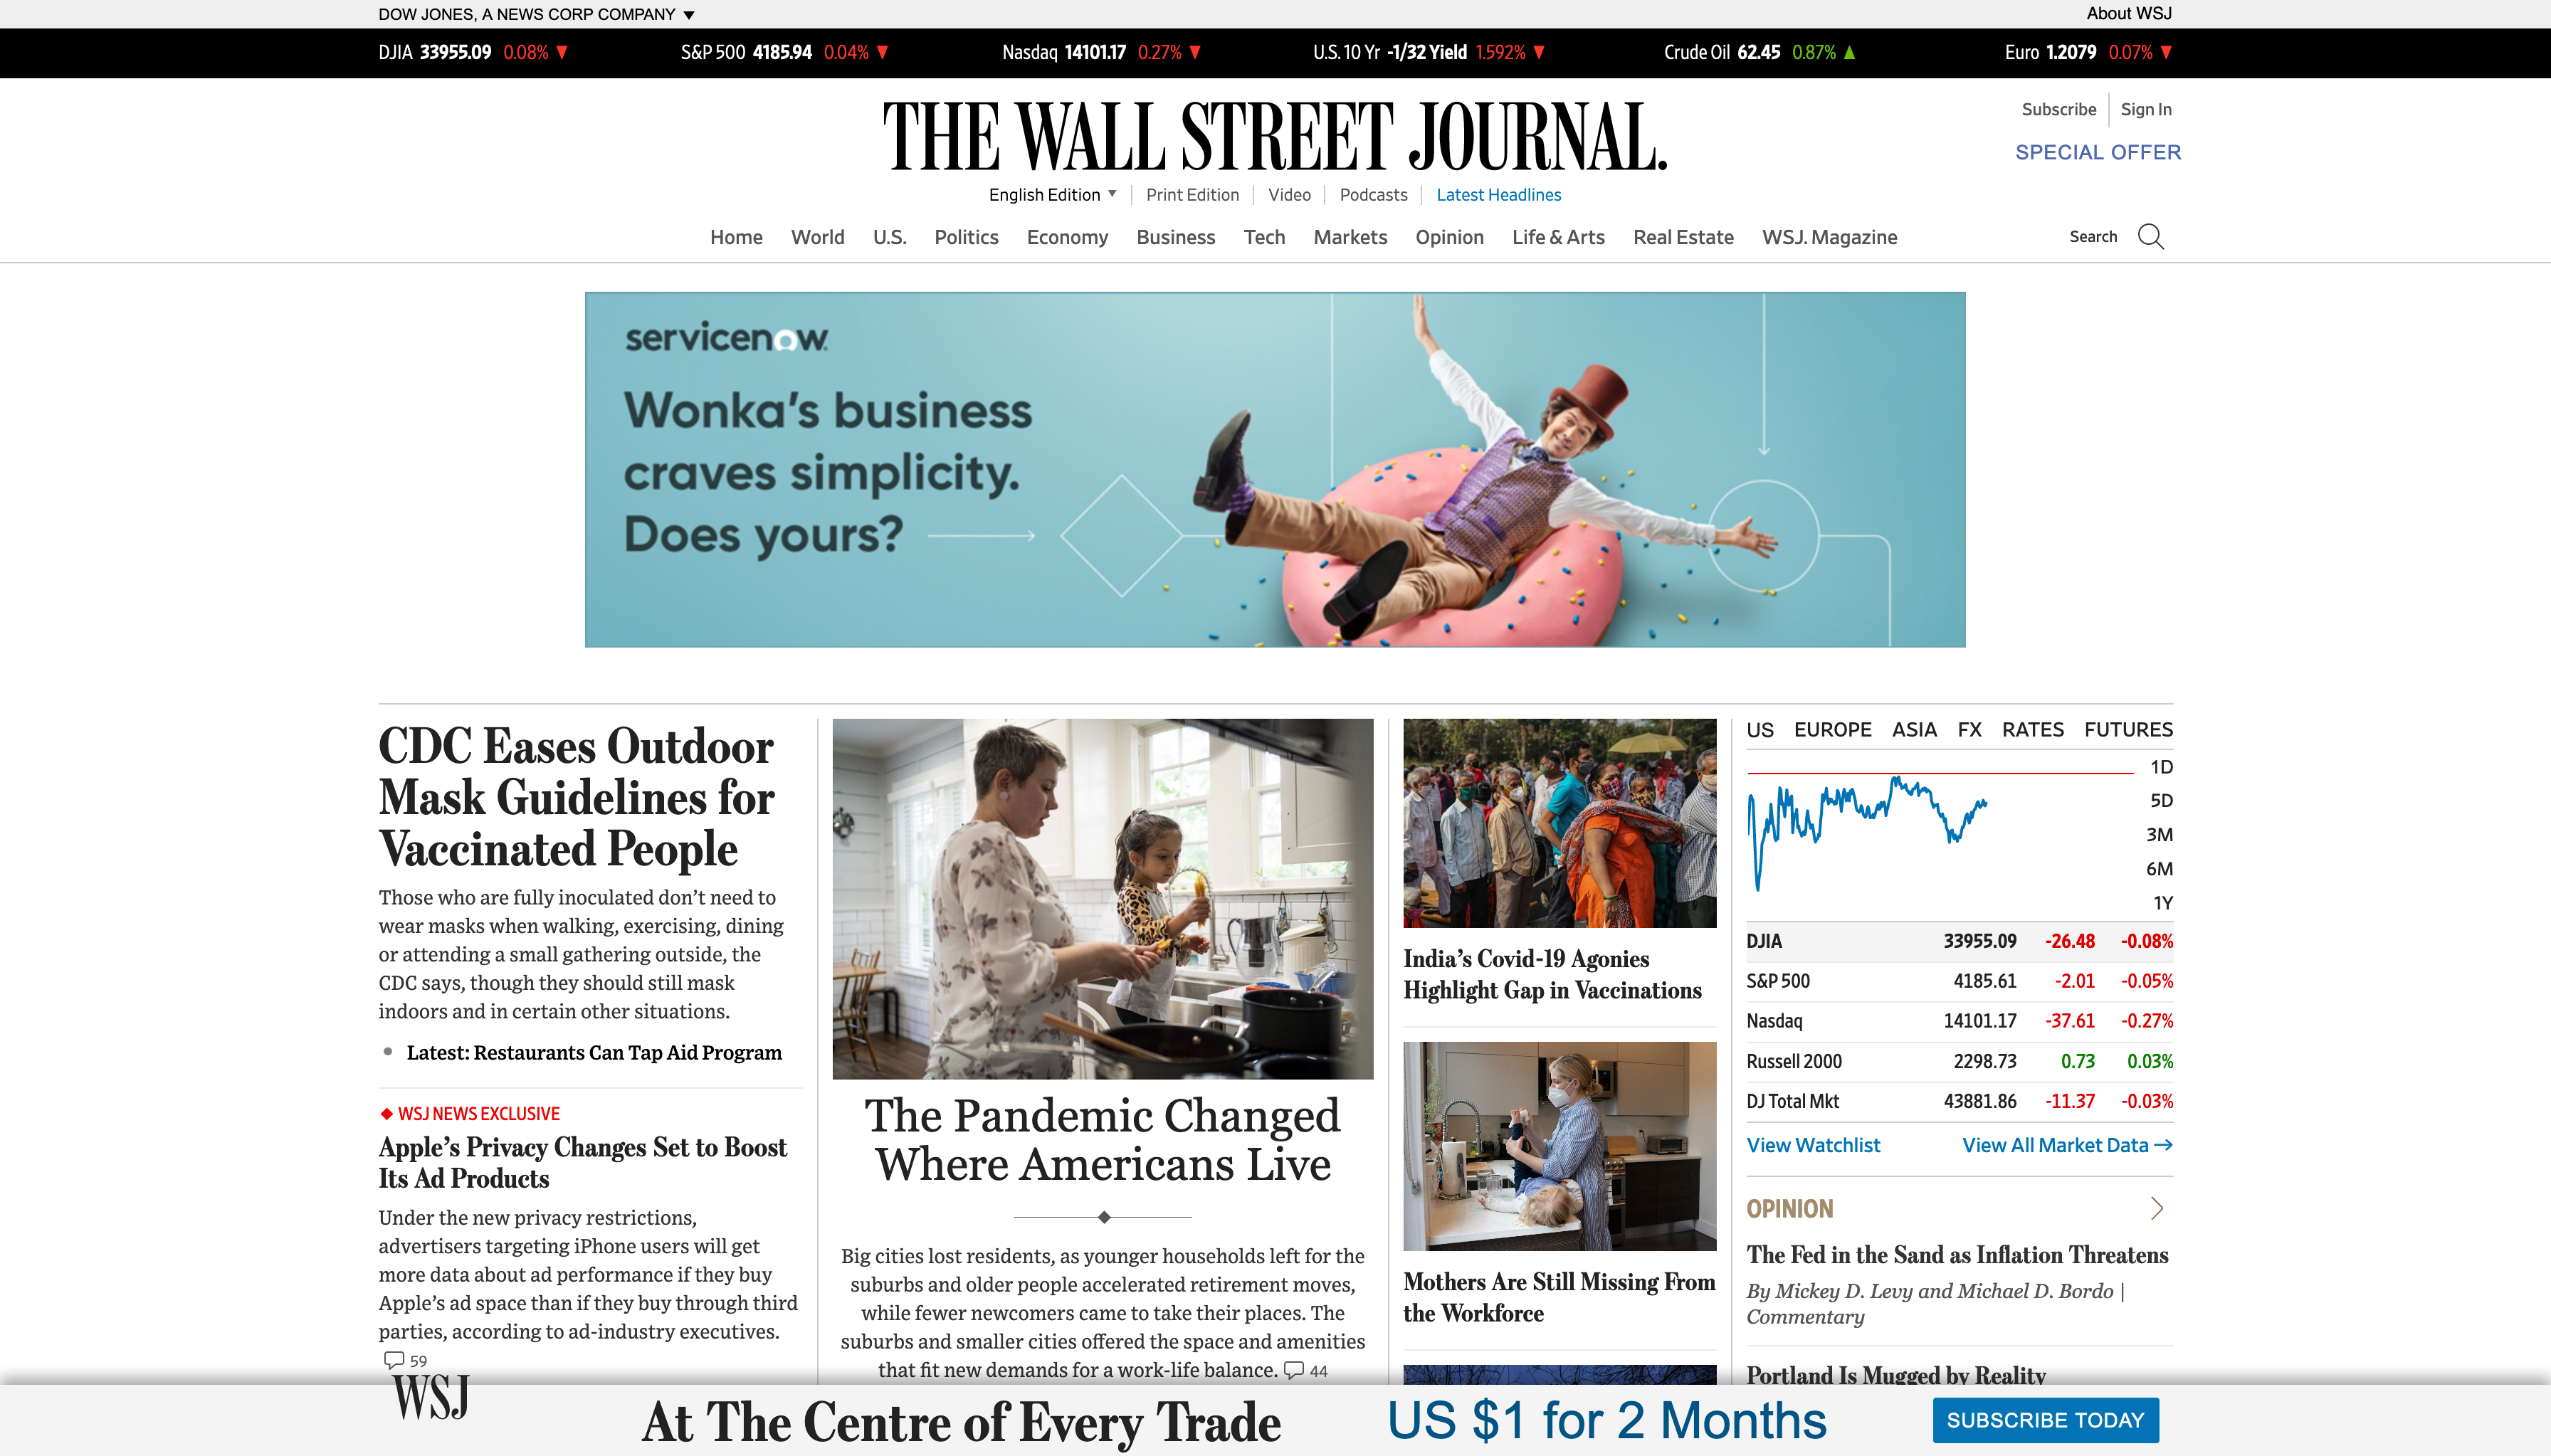 DOW JONES, A NEWS CORP COMPANY ▼
About WSJ
DJIA 33955.09 0.08% ▼
S&P 500 4185.94 0.04% ▼
Nasdaq 14101.17 0.27% ▼
U.S. 10 Yr -1/32 Yield 1.592% ▼
Crude Oil 62.45 0.87% ▲
Euro 1.2079 0.07% ▼
THE WALL STREET JOURNAL.
Subscribe
Sign In
SPECIAL OFFER
English Edition ▼
Print Edition
Video
Podcasts
Latest Headlines
Home World U.S. Politics Economy Business Tech Markets Opinion Life & Arts Real Estate WSJ. Magazine
Search
servicenow
Wonka's business
craves simplicity.
Does yours?
CDC Eases Outdoor
Mask Guidelines for
Vaccinated People
Those who are fully inoculated don't need to
wear masks when walking, exercising, dining
or attending a small gathering outside, the
CDC says, though they should still mask
indoors and in certain other situations.
• Latest: Restaurants Can Tap Aid Program
◆ WSJ NEWS EXCLUSIVE
Apple's Privacy Changes Set to Boost
Its Ad Products
Under the new privacy restrictions,
advertisers targeting iPhone users will get
more data about ad performance if they buy
Apple's ad space than if they buy through third
parties, according to ad-industry executives.
59
The Pandemic Changed
Where Americans Live
Big cities lost residents, as younger households left for the
suburbs and older people accelerated retirement moves,
while fewer newcomers came to take their places. The
suburbs and smaller cities offered the space and amenities
that fit new demands for a work-life balance. 44
India's Covid-19 Agonies
Highlight Gap in Vaccinations
Mothers Are Still Missing From
the Workforce
US EUROPE ASIA FX RATES FUTURES
1D
5D
3M
6M
1Y
DJIA 33955.09 -26.48 -0.08%
S&P 500 4185.61 -2.01 -0.05%
Nasdaq 14101.17 -37.61 -0.27%
Russell 2000 2298.73 0.73 0.03%
DJ Total Mkt 43881.86 -11.37 -0.03%
View Watchlist
View All Market Data →
OPINION
The Fed in the Sand as Inflation Threatens
By Mickey D. Levy and Michael D. Bordo |
Commentary
Portland Is Mugged by Reality
WSJ
At The Centre of Every Trade
US $1 for 2 Months
SUBSCRIBE TODAY